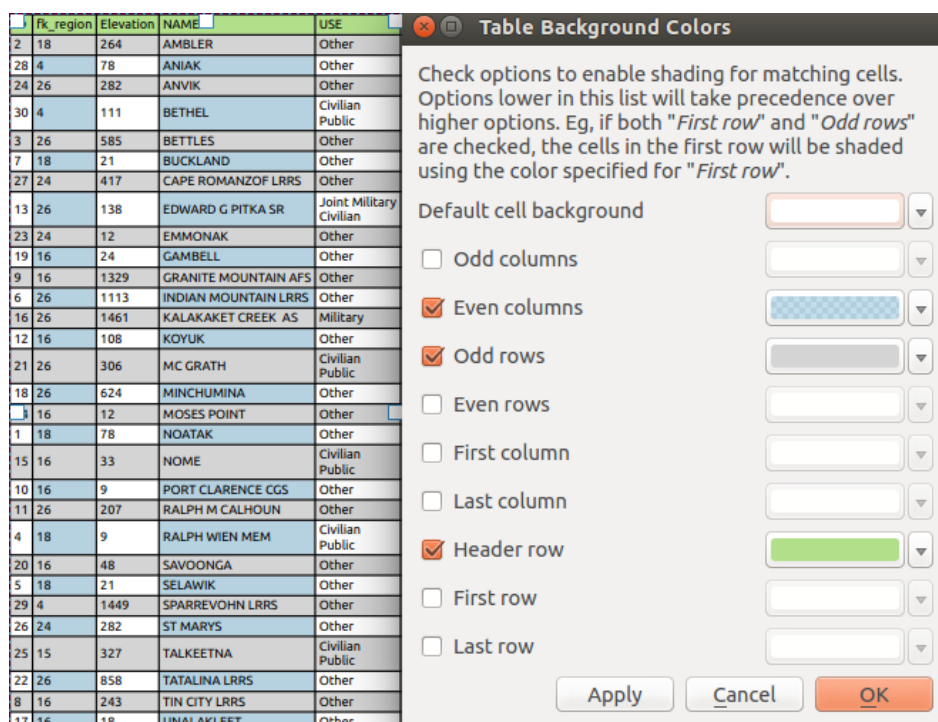 fk_region Elevation NAME USE
2 18 264 AMBLER Other
28 4 78 ANIAK Other
24 26 282 ANVIK Other
30 4 111 BETHEL Civilian
Public
3 26 585 BETTLES Other
7 18 21 BUCKLAND Other
27 24 417 CAPE ROMANZOF LRRS Other
13 26 138 EDWARD G PITKA SR Joint Military
Civilian
23 24 12 EMMONAK Other
19 16 24 GAMBELL Other
9 16 1329 GRANITE MOUNTAIN AFS Other
6 26 1113 INDIAN MOUNTAIN LRRS Other
16 26 1461 KALAKAKET CREEK AS Military
12 16 108 KOYUK Other
21 26 306 MC GRATH Civilian
Public
18 26 624 MINCHUMINA Other
16 12 MOSES POINT Other
1 18 78 NOATAK Other
15 16 33 NOME Civilian
Public
10 16 9 PORT CLARENCE CGS Other
11 26 207 RALPH M CALHOUN Other
4 18 9 RALPH WIEN MEM Civilian
Public
20 16 48 SAVOONGA Other
5 18 21 SELAWIK Other
29 4 1449 SPARREVOHN LRRS Other
26 24 282 ST MARYS Other
25 15 327 TALKEETNA Civilian
Public
22 26 858 TATALINA LRRS Other
8 16 243 TIN CITY LRRS Other
17 16 18 UNALAKLEET Other
Table Background Colors
Check options to enable shading for matching cells.
Options lower in this list will take precedence over
higher options. Eg, if both "First row" and "Odd rows"
are checked, the cells in the first row will be shaded
using the color specified for "First row".
Default cell background
Odd columns
Even columns
Odd rows
Even rows
First column
Last column
Header row
First row
Last row
Apply Cancel OK